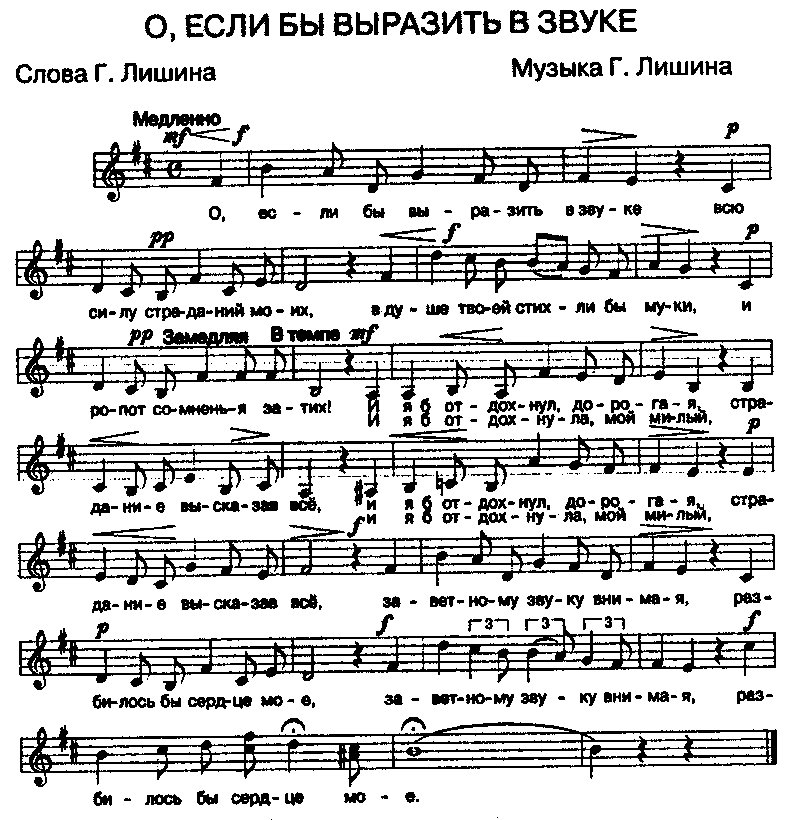 О, ЕСЛИ БЫ ВЫРАЗИТЬ В ЗВУКЕ
Слова Г. Лишина
Музыка Г. Лишина
Медленно
mf f p
О, ес - ли бы вы - ра - зить в зву - ке всю
pp f p
си - лу стра - да - ний мо - их, в ду - ше тво - ей стих - ли бы му - ки, и
pp Замедляя В темпе mf
ро - пот со - мнень - я за - тих! И я б от - дох - нул, до - ро - га - я, стра-
И я б от - дох - ну - ла, мой ми - лый,
p
да - ни - е вы - ска - зав всё, и я б от - дох - нул, до - ро - га - я, стра-
и я б от - дох - ну - ла, мой ми - лый,
f
да - ни - е вы - ска - зав всё, за - вет - но - му зву - ку вни - ма - я, раз-
p f 3 3 3 f
би - лось бы серд - це мо - е, за - вет - но - му зву - ку вни - ма - я, раз-
би - лось бы серд - це мо - е.